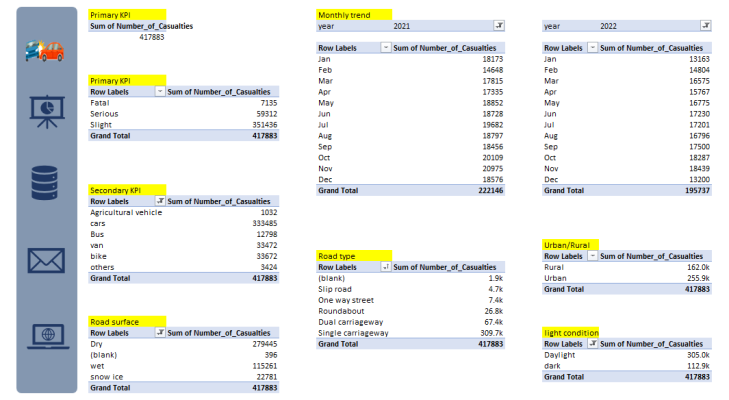 Primary KPI
Sum of Number_of_Casualties
417883
Primary KPI
Row Labels Sum of Number_of_Casualties
Fatal 7135
Serious 59312
Slight 351436
Grand Total 417883
Secondary KPI
Row Labels Sum of Number_of_Casualties
Agricultural vehicle 1032
cars 333485
Bus 12798
van 33472
bike 33672
others 3424
Grand Total 417883
Road surface
Row Labels Sum of Number_of_Casualties
Dry 279445
(blank) 396
wet 115261
snow ice 22781
Grand Total 417883
Monthly trend
year 2021
Row Labels Sum of Number_of_Casualties
Jan 18173
Feb 14648
Mar 17815
Apr 17335
May 18852
Jun 18728
Jul 19682
Aug 18797
Sep 18456
Oct 20109
Nov 20975
Dec 18576
Grand Total 222146
Road type
Row Labels Sum of Number_of_Casualties
(blank) 1.9k
Slip road 4.7k
One way street 7.4k
Roundabout 26.8k
Dual carriageway 67.4k
Single carriageway 309.7k
Grand Total 417883
year 2022
Row Labels Sum of Number_of_Casualties
Jan 13163
Feb 14804
Mar 16575
Apr 15767
May 16775
Jun 17230
Jul 17201
Aug 16796
Sep 17500
Oct 18287
Nov 18439
Dec 13200
Grand Total 195737
Urban/Rural
Row Labels Sum of Number_of_Casualties
Rural 162.0k
Urban 255.9k
Grand Total 417883
light condition
Row Labels Sum of Number_of_Casualties
Daylight 305.0k
dark 112.9k
Grand Total 417883